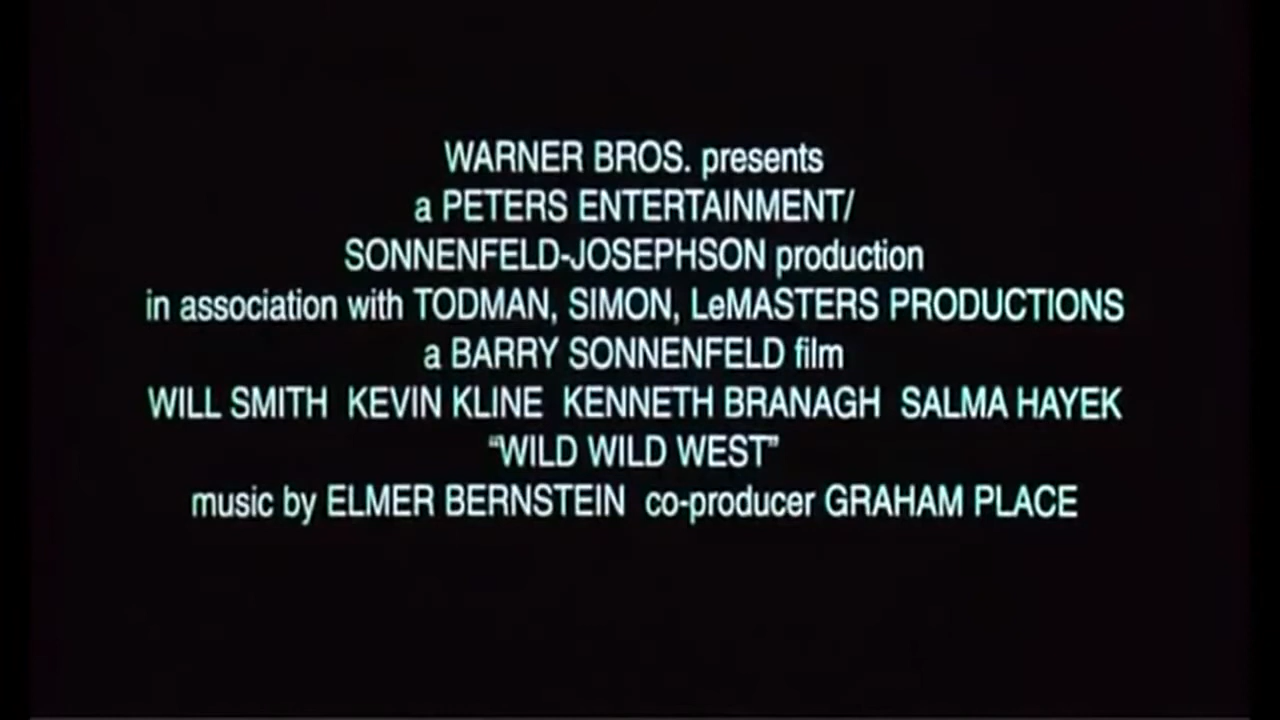 WARNER BROS. presents
a PETERS ENTERTAINMENT/
SONNENFELD-JOSEPHSON production
in association with TODMAN, SIMON, LeMASTERS PRODUCTIONS
a BARRY SONNENFELD film
WILL SMITH KEVIN KLINE KENNETH BRANAGH SALMA HAYEK
“WILD WILD WEST”
music by ELMER BERNSTEIN co-producer GRAHAM PLACE